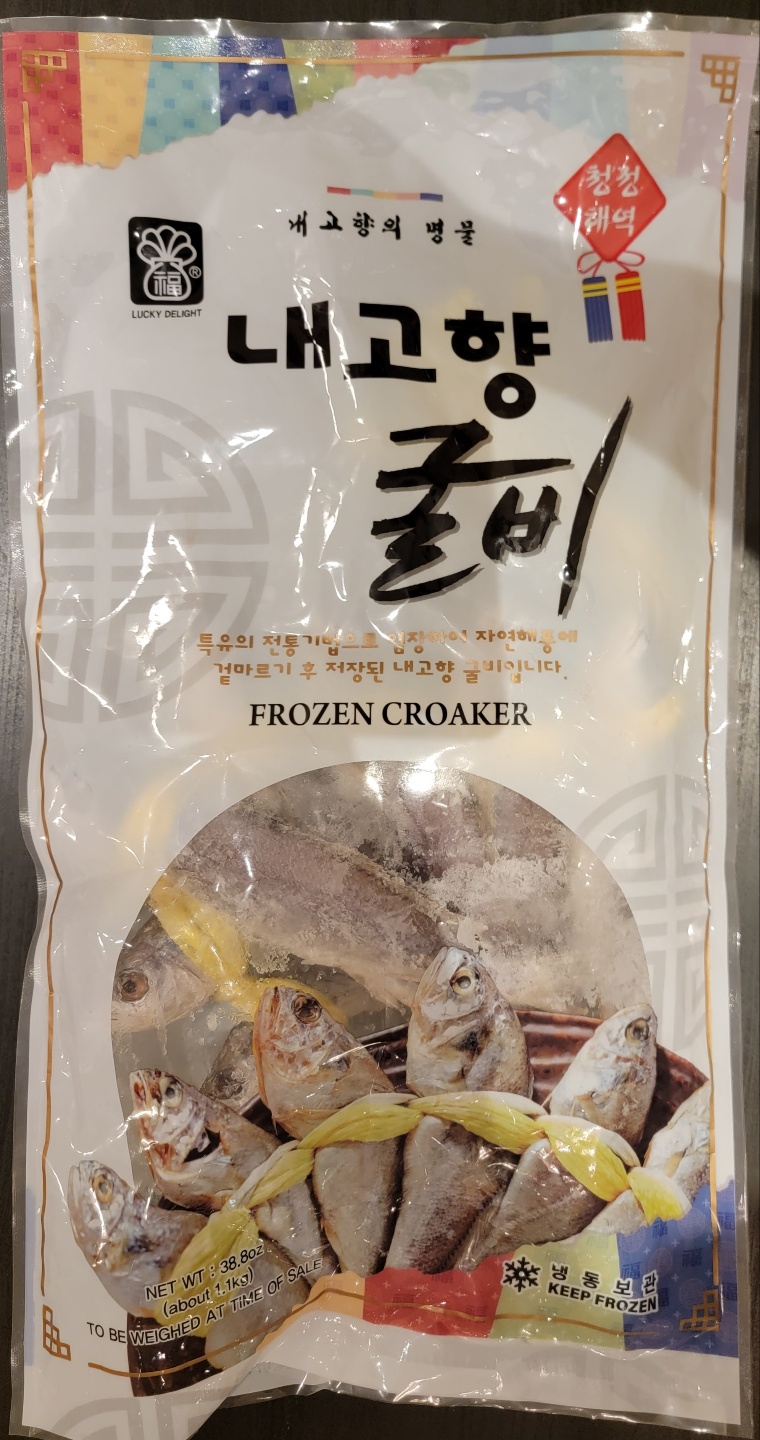 청정
해역
내고향의 명물
福®
LUCKY DELIGHT
내고향
굴비
특유의 전통기법으로 염장하여 자연해풍에
겉마르기 후 저장된 내고향 굴비입니다.
FROZEN CROAKER
NET WT : 38.8oz
(about 1.1kg)
TO BE WEIGHED AT TIME OF SALE
냉동보관
KEEP FROZEN